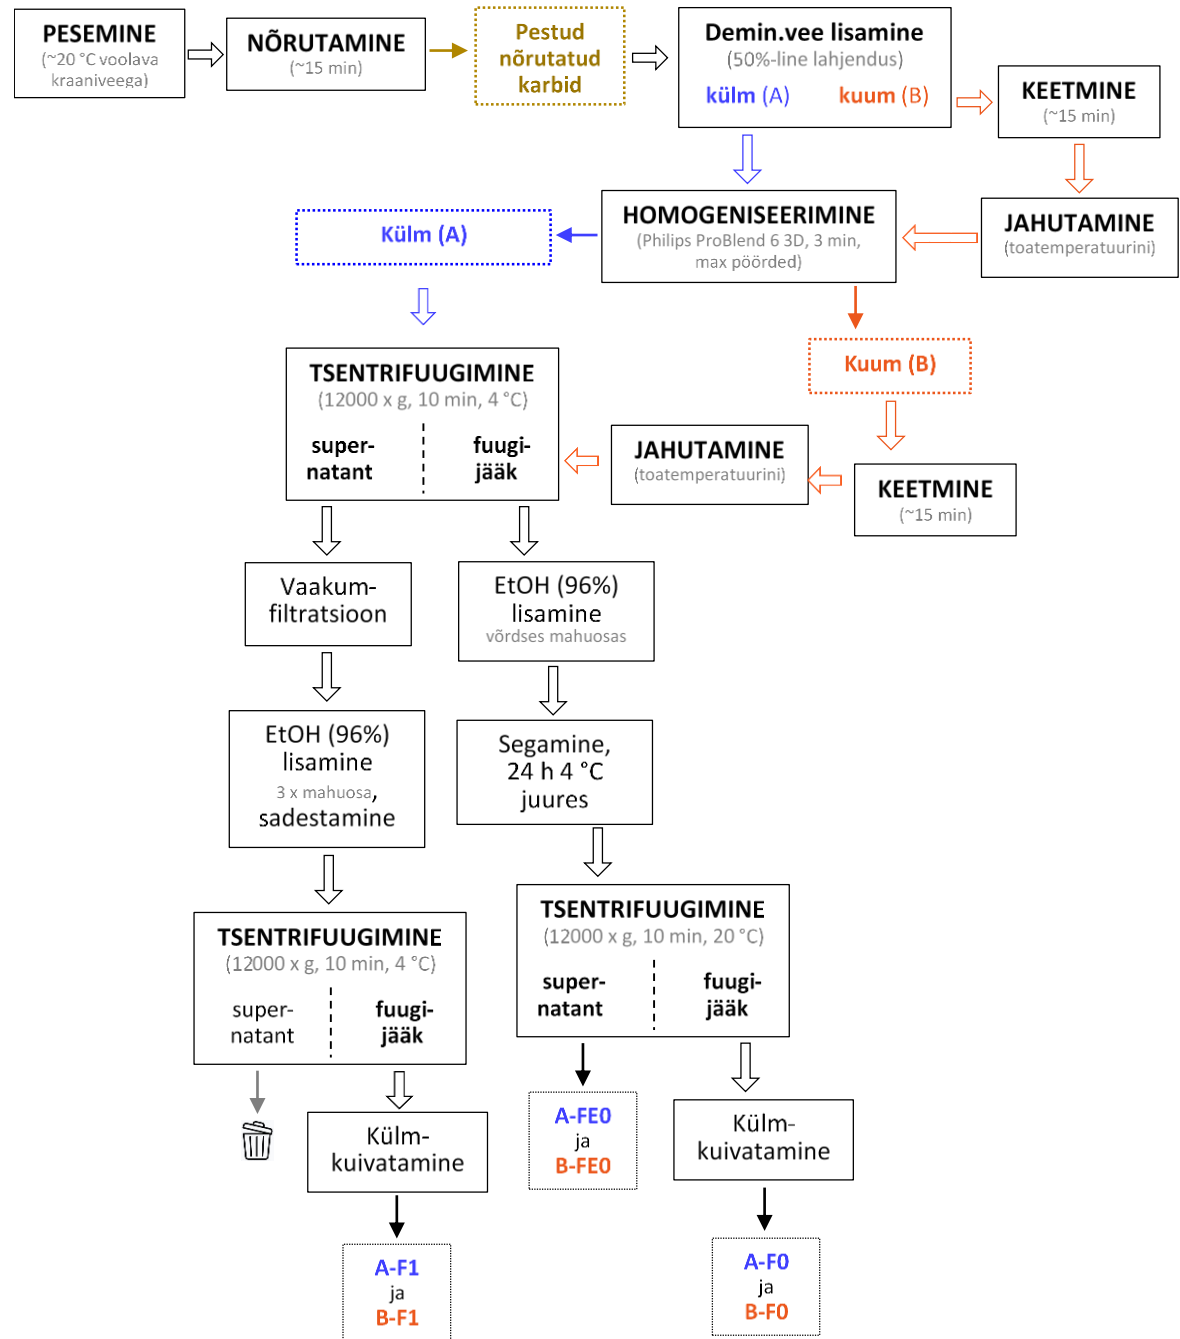 PESEMINE
(~20 °C voolava
kraaniveega)
NÕRUTAMINE
(~15 min)
Pestud
nõrutatud
karbid
Demin.vee lisamine
(50%-line lahjendus)
külm (A) kuum (B)
KEETMINE
(~15 min)
JAHUTAMINE
(toatemperatuurini)
HOMOGENISEERIMINE
(Philips ProBlend 6 3D, 3 min,
max pöörded)
Külm (A)
Kuum (B)
KEETMINE
(~15 min)
JAHUTAMINE
(toatemperatuurini)
TSENTRIFUUGIMINE
(12000 x g, 10 min, 4 °C)
super-
natant
fuugi-
jääk
Vaakum-
filtratsioon
EtOH (96%)
lisamine
3 x mahuosa,
sadestamine
TSENTRIFUUGIMINE
(12000 x g, 10 min, 4 °C)
super-
natant
fuugi-
jääk
Külm-
kuivatamine
A-F1
ja
B-F1
EtOH (96%)
lisamine
võrdses mahuosas
Segamine,
24 h 4 °C
juures
TSENTRIFUUGIMINE
(12000 x g, 10 min, 20 °C)
super-
natant
fuugi-
jääk
A-FE0
ja
B-FE0
Külm-
kuivatamine
A-F0
ja
B-F0